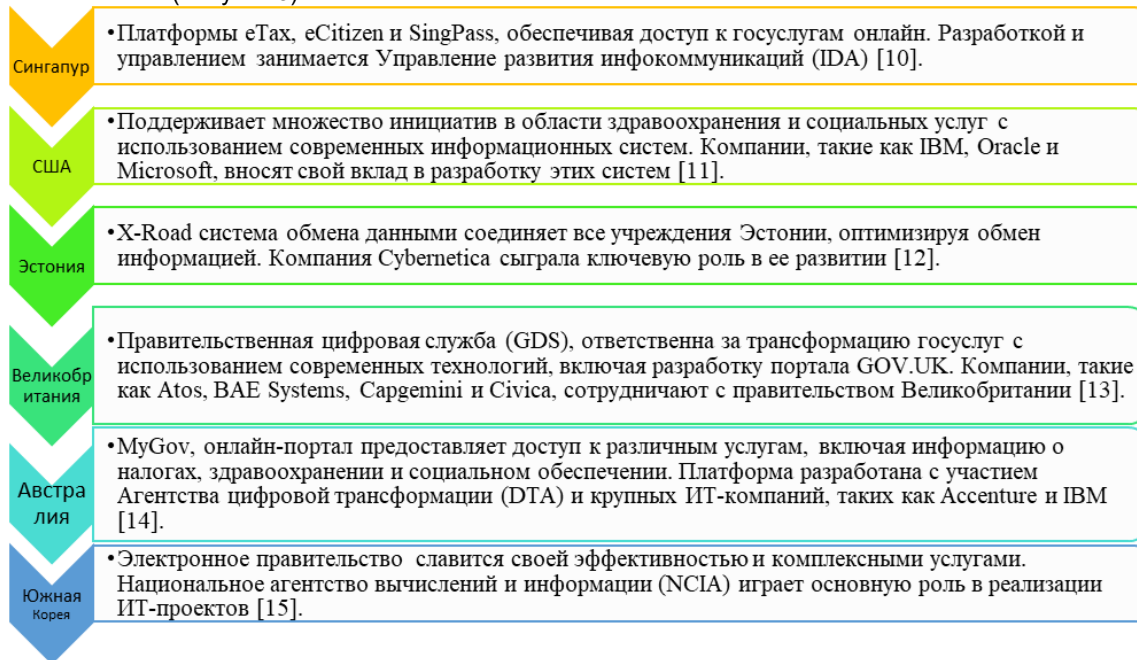 Сингапур
•Платформы eTax, eCitizen и SingPass, обеспечивая доступ к госуслугам онлайн. Разработкой и
управлением занимается Управление развития инфокоммуникаций (IDA) [10].
США
•Поддерживает множество инициатив в области здравоохранения и социальных услуг с
использованием современных информационных систем. Компании, такие как IBM, Oracle и
Microsoft, вносят свой вклад в разработку этих систем [11].
Эстония
•X-Road система обмена данными соединяет все учреждения Эстонии, оптимизируя обмен
информацией. Компания Cybernetica сыграла ключевую роль в ее развитии [12].
Великобр
итания
•Правительственная цифровая служба (GDS), ответственна за трансформацию госуслуг с
использованием современных технологий, включая разработку портала GOV.UK. Компании, такие
как Atos, BAE Systems, Capgemini и Civica, сотрудничают с правительством Великобритании [13].
Австра
лия
•MyGov, онлайн-портал предоставляет доступ к различным услугам, включая информацию о
налогах, здравоохранении и социальном обеспечении. Платформа разработана с участием
Агентства цифровой трансформации (DTA) и крупных ИТ-компаний, таких как Accenture и IBM
[14].
Южная
Корея
•Электронное правительство славится своей эффективностью и комплексными услугами.
Национальное агентство вычислений и информации (NCIA) играет основную роль в реализации
ИТ-проектов [15].